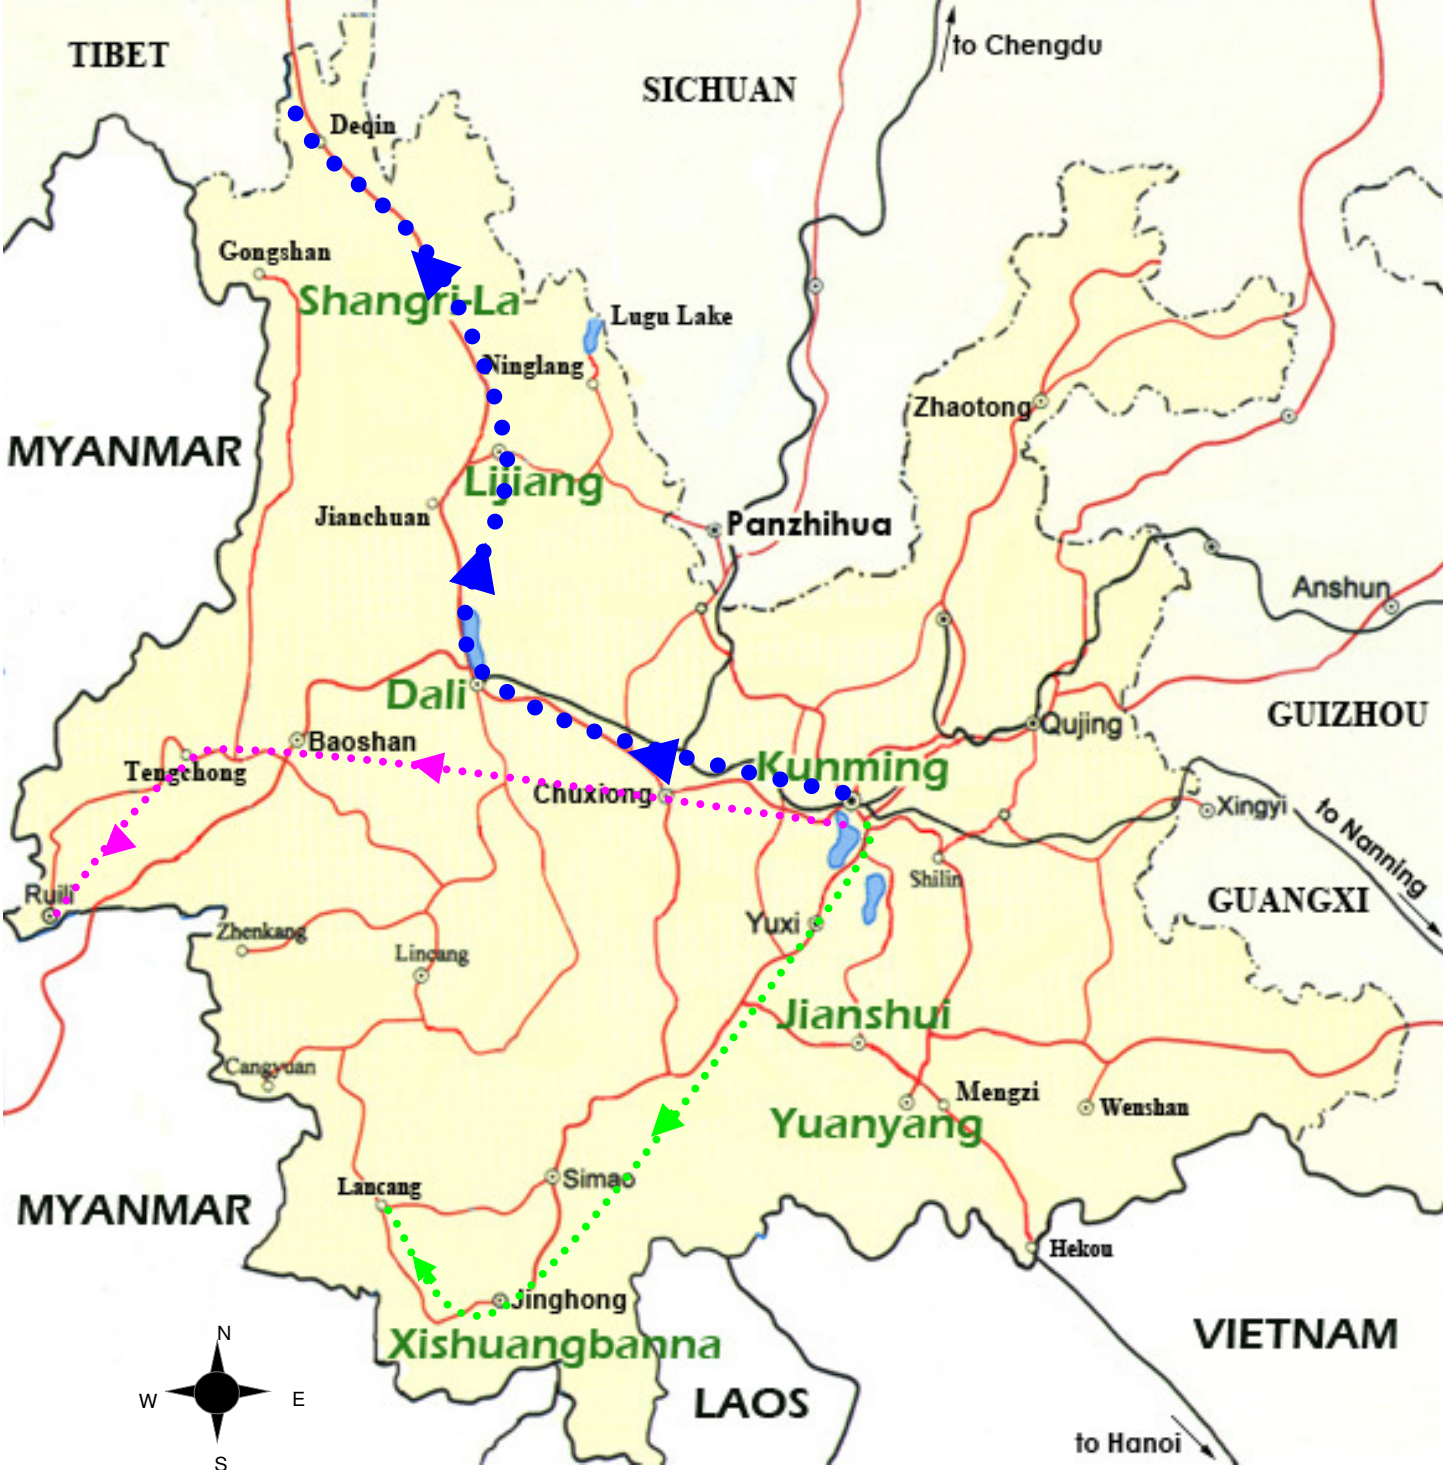 to Chengdu
TIBET
SICHUAN
Deqin
Gongshan
Shangri-La
Lugu Lake
Ninglang
Zhaotong
MYANMAR
Lijiang
Jianchuan
Panzhihua
Anshun
Dali
GUIZHOU
Qujing
Baoshan
Tengchong
Kunming
Chuxiong
Xingyi
to Nanning
Shilin
Ruili
GUANGXI
Yuxi
Zhenkang
Lincang
Jianshui
Cangyuan
Mengzi
Wenshan
Yuanyang
Simao
Lancang
MYANMAR
Hekou
Jinghong
N
VIETNAM
Xishuangbanna
W
E
LAOS
to Hanoi
S